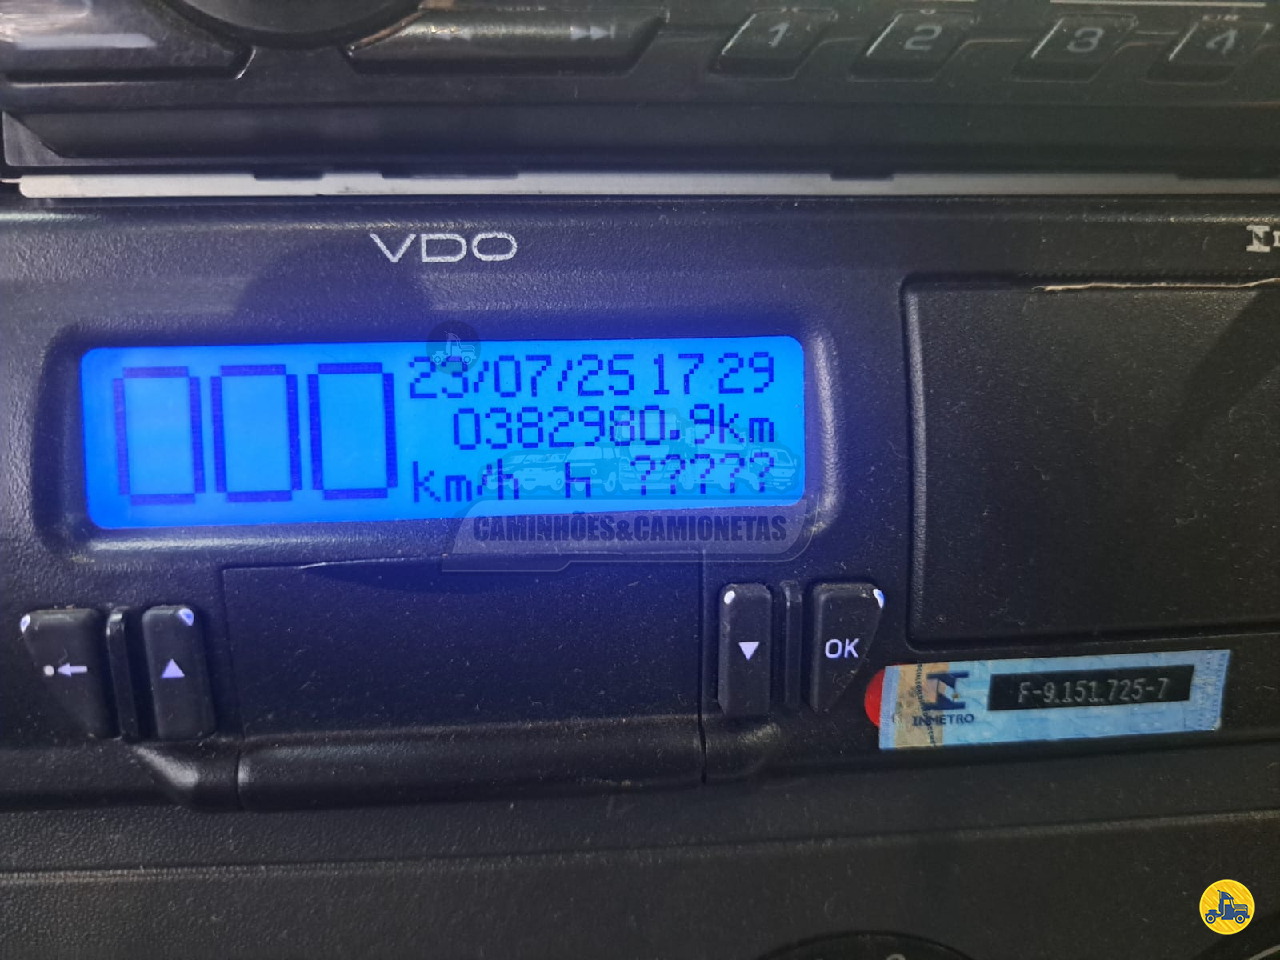 1 2 3 4
VDO
000
23/07/25 17 29
0382980.9km
km/h h ?????
CAMINHÕES&CAMIONETAS
OK
INMETRO
F-9.151.725-7